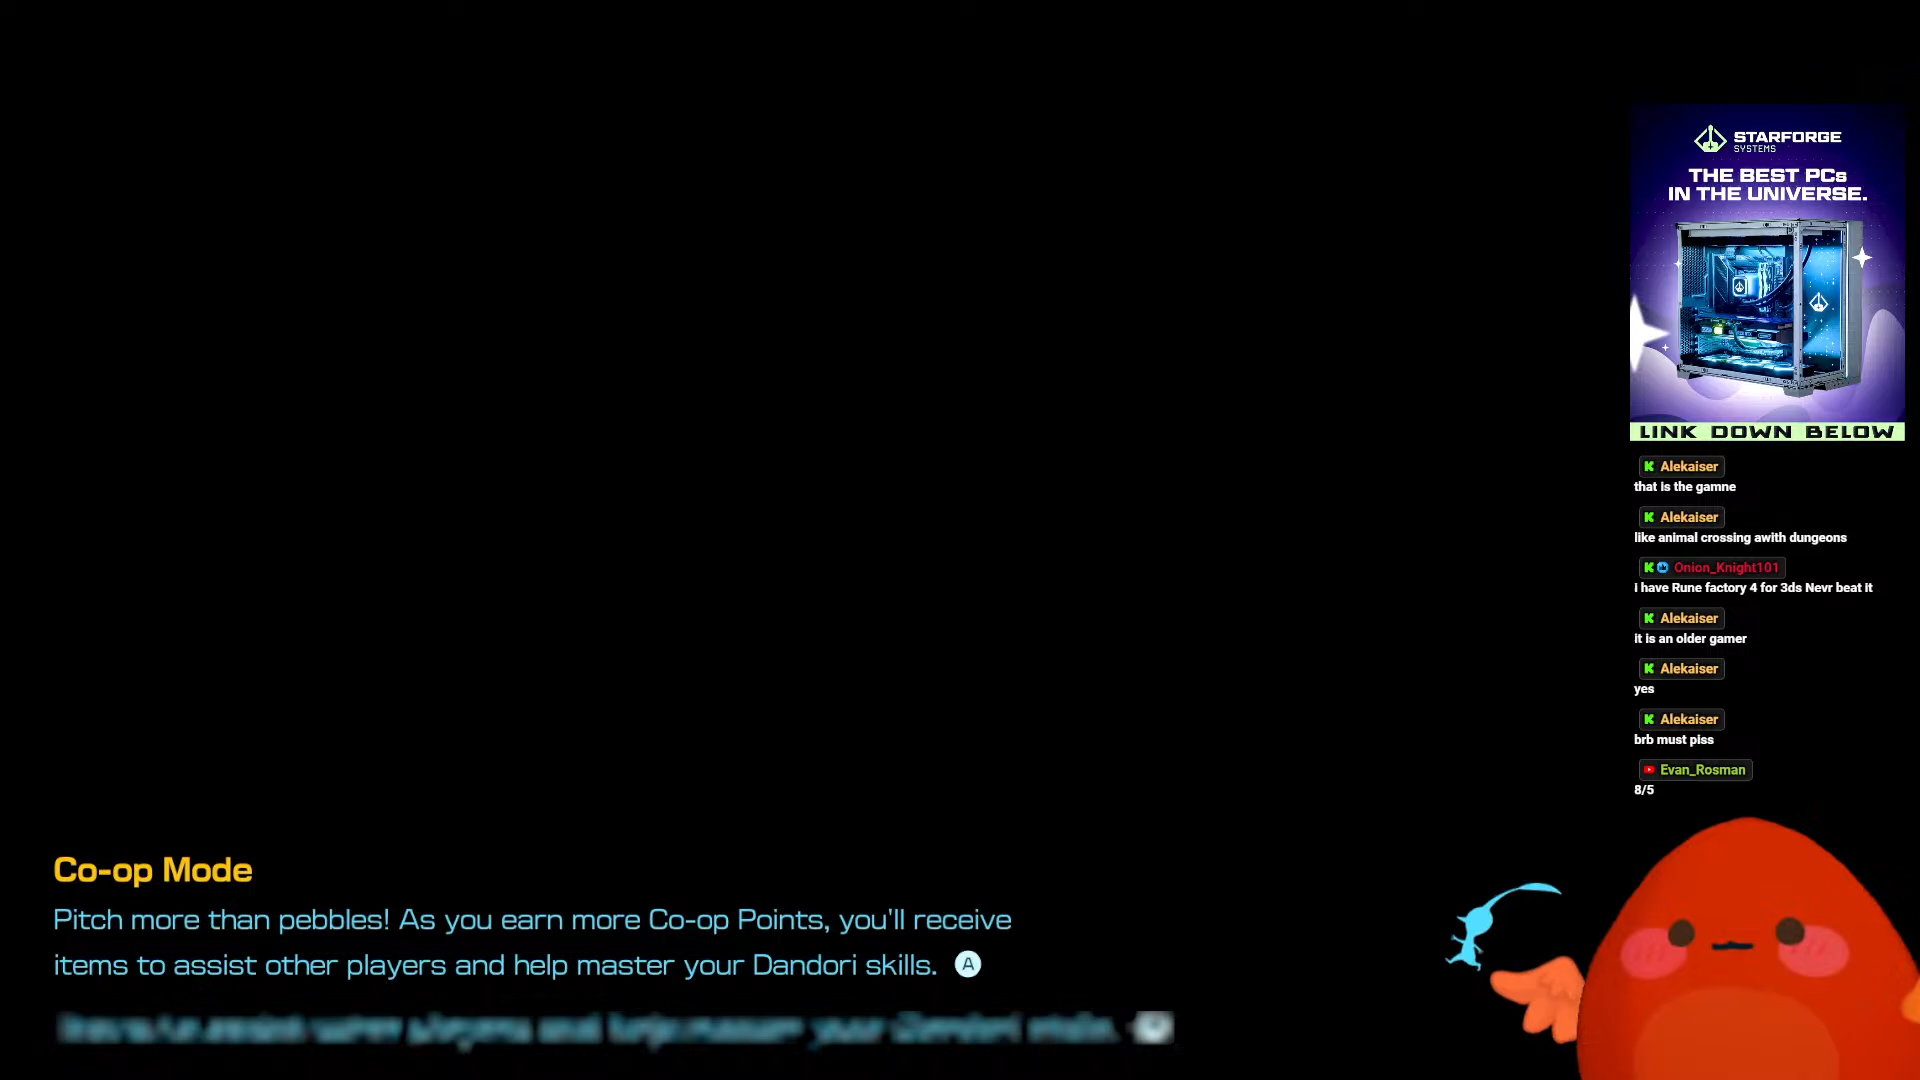 STARFORGE
SYSTEMS
THE BEST PCs
IN THE UNIVERSE.
LINK DOWN BELOW
Alekaiser
that is the gamne
Alekaiser
like animal crossing awith dungeons
Onion_Knight101
i have Rune factory 4 for 3ds Nevr beat it
Alekaiser
it is an older gamer
Alekaiser
yes
Alekaiser
brb must piss
Evan_Rosman
8/5
Co-op Mode
Pitch more than pebbles! As you earn more Co-op Points, you'll receive
items to assist other players and help master your Dandori skills. A